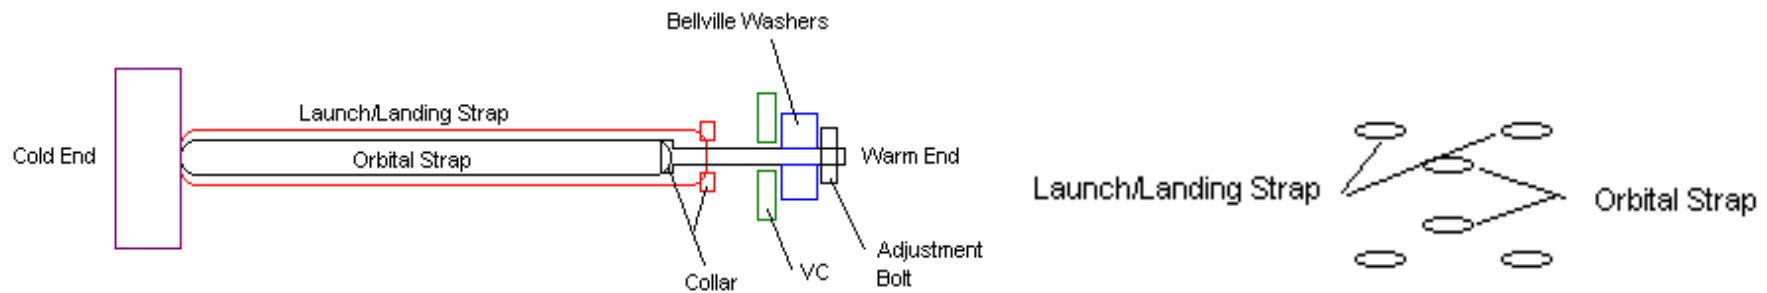 Bellville Washers
Launch/Landing Strap
Cold End
Orbital Strap
Warm End
Collar
VC
Adjustment
Bolt
Launch/Landing Strap
Orbital Strap